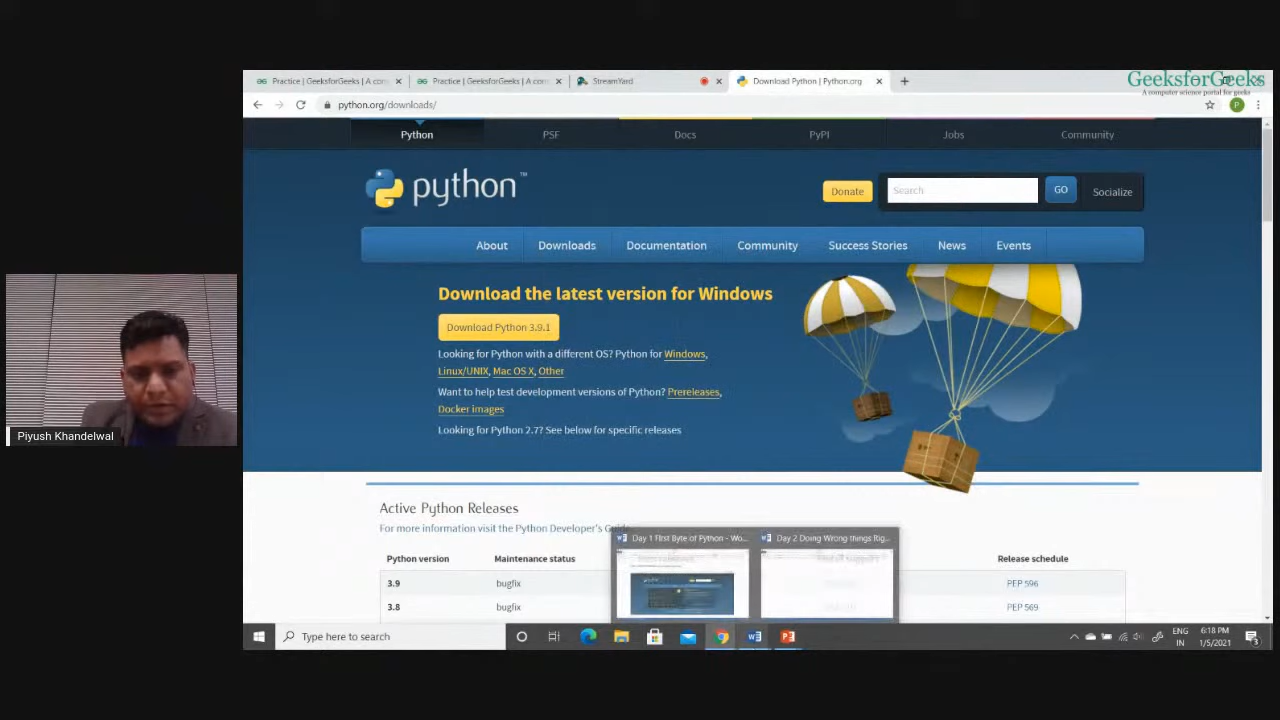 Practice | GeeksforGeeks | A com
Practice | GeeksforGeeks | A com
StreamYard
Download Python | Python.org
GeeksforGeeks
A computer science portal for geeks
python.org/downloads/
P
Python
PSF
Docs
PyPI
Jobs
Community
python™
Donate
Search
GO
Socialize
About
Downloads
Documentation
Community
Success Stories
News
Events
Download the latest version for Windows
Download Python 3.9.1
Looking for Python with a different OS? Python for Windows,
Linux/UNIX, Mac OS X, Other
Want to help test development versions of Python? Prereleases,
Docker images
Looking for Python 2.7? See below for specific releases
Piyush Khandelwal
Active Python Releases
For more information visit the Python Developer's Guide
Day 1 First Byte of Python - Wo...
Day 2 Doing Wrong things Rig...
Python version
Maintenance status
Release schedule
3.9
bugfix
PEP 596
3.8
bugfix
PEP 569
Type here to search
ENG
IN
6:18 PM
1/5/2021
3